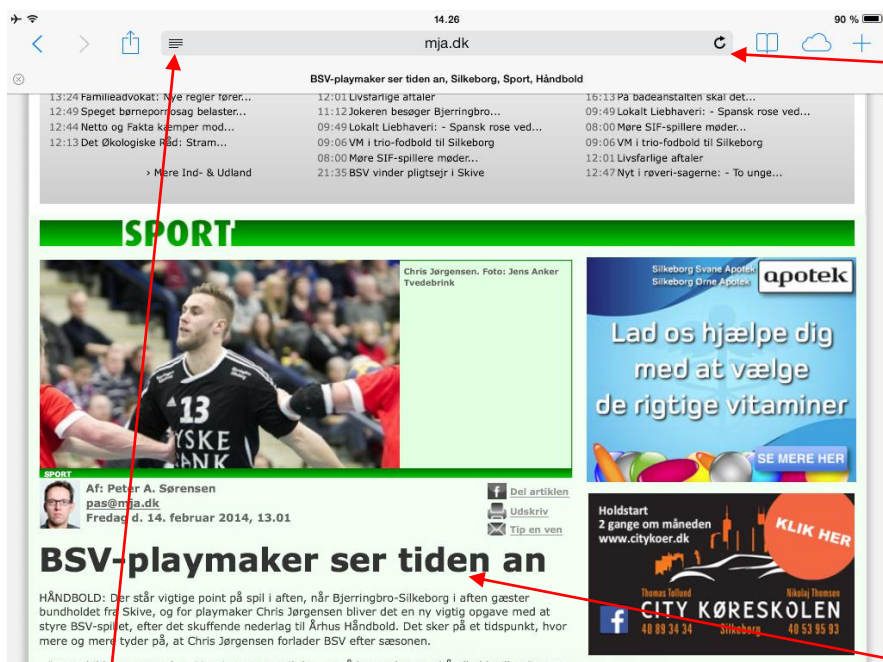 14.26
90 %
mja.dk
BSV-playmaker ser tiden an, Silkeborg, Sport, Håndbold
13:24 Familieadvokat: Nye regler fører...
12:49 Speget børnepornosag belaster...
12:44 Netto og Fakta kæmper mod...
12:13 Det Økologiske Råd: Stram...
› Mere Ind- & Udland
12:01 Livsfarlige aftaler
11:12 Jokeren besøger Bjerringbro...
09:49 Lokalt Liebhaveri: - Spansk rose ved...
09:06 VM i trio-fodbold til Silkeborg
08:00 Møre SIF-spillere møder...
21:35 BSV vinder pligtsejr i Skive
16:13 På badeanstalten skal det...
09:49 Lokalt Liebhaveri: - Spansk rose ved...
08:00 Møre SIF-spillere møder...
09:06 VM i trio-fodbold til Silkeborg
12:01 Livsfarlige aftaler
12:47 Nyt i røveri-sagerne: - To unge...
SPORT
Chris Jørgensen. Foto: Jens Anker
Tvedebrink
13
SPORT
Af: Peter A. Sørensen
pas@mja.dk
Fredag d. 14. februar 2014, 13.01
Del artiklen
Udskriv
Tip en ven
BSV-playmaker ser tiden an
HÅNDBOLD: Der står vigtige point på spil i aften, når Bjerringbro-Silkeborg i aften gæster
bundholdet fra Skive, og for playmaker Chris Jørgensen bliver det en ny vigtig opgave med at
styre BSV-spillet, efter det skuffende nederlag til Århus Håndbold. Det sker på et tidspunkt, hvor
mere og mere tyder på, at Chris Jørgensen forlader BSV efter sæsonen.
Silkeborg Svane Apotek
Silkeborg Ørne Apotek
apotek
Lad os hjælpe dig
med at vælge
de rigtige vitaminer
SE MERE HER
Holdstart
2 gange om måneden
www.citykoer.dk
KLIK HER
Thomas Tolland
Nikolaj Thomsen
CITY KØRESKOLEN
40 89 34 34
Silkeborg
40 53 95 93